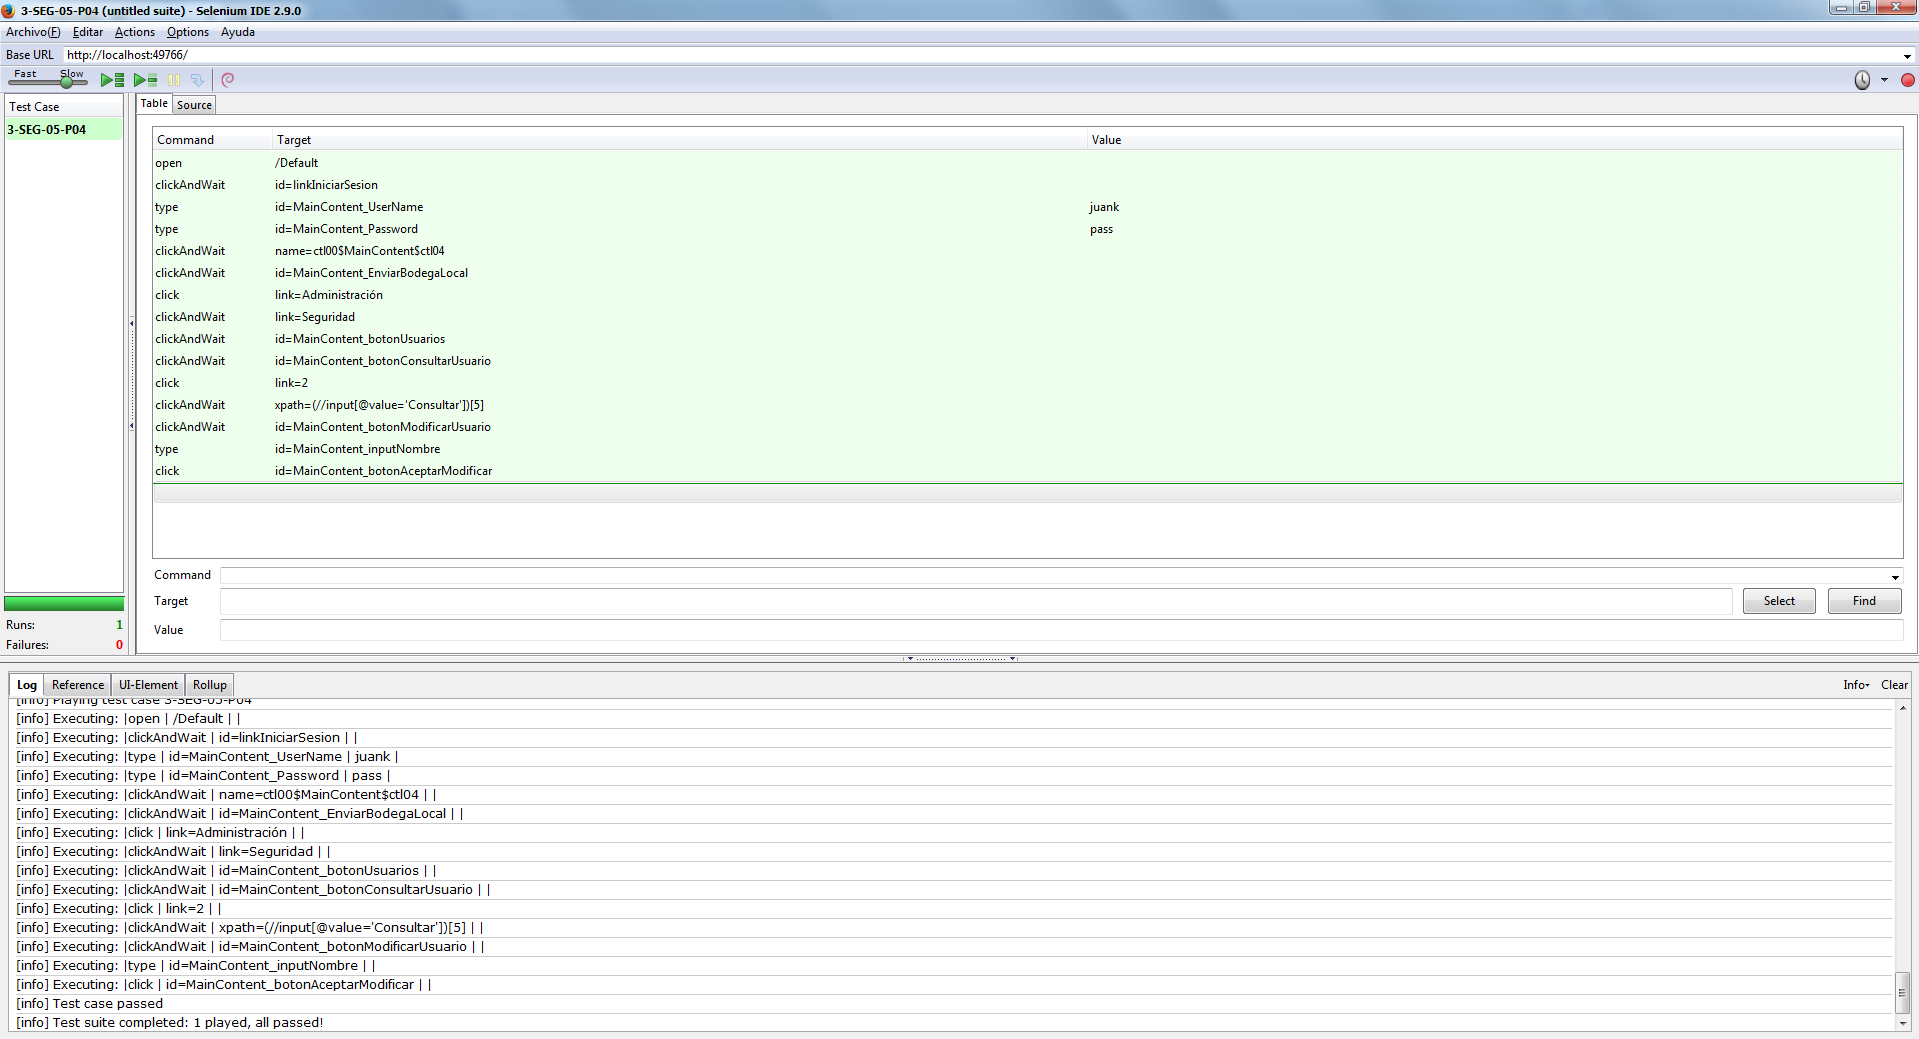 3-SEG-05-P04 (untitled suite) - Selenium IDE 2.9.0
Archivo(F) Editar Actions Options Ayuda
Base URL http://localhost:49766/
Fast Slow
Test Case
3-SEG-05-P04
Table Source
Command Target Value
open /Default
clickAndWait id=linkIniciarSesion
type id=MainContent_UserName juank
type id=MainContent_Password pass
clickAndWait name=ctl00$MainContent$ctl04
clickAndWait id=MainContent_EnviarBodegaLocal
click link=Administración
clickAndWait link=Seguridad
clickAndWait id=MainContent_botonUsuarios
clickAndWait id=MainContent_botonConsultarUsuario
click link=2
clickAndWait xpath=(//input[@value='Consultar'])[5]
clickAndWait id=MainContent_botonModificarUsuario
type id=MainContent_inputNombre
click id=MainContent_botonAceptarModificar
Command
Target Select Find
Value
Runs: 1
Failures: 0
Log Reference UI-Element Rollup Info Clear
[info] Playing test case 3-SEG-05-P04
[info] Executing: |open | /Default | |
[info] Executing: |clickAndWait | id=linkIniciarSesion | |
[info] Executing: |type | id=MainContent_UserName | juank |
[info] Executing: |type | id=MainContent_Password | pass |
[info] Executing: |clickAndWait | name=ctl00$MainContent$ctl04 | |
[info] Executing: |clickAndWait | id=MainContent_EnviarBodegaLocal | |
[info] Executing: |click | link=Administración | |
[info] Executing: |clickAndWait | link=Seguridad | |
[info] Executing: |clickAndWait | id=MainContent_botonUsuarios | |
[info] Executing: |clickAndWait | id=MainContent_botonConsultarUsuario | |
[info] Executing: |click | link=2 | |
[info] Executing: |clickAndWait | xpath=(//input[@value='Consultar'])[5] | |
[info] Executing: |clickAndWait | id=MainContent_botonModificarUsuario | |
[info] Executing: |type | id=MainContent_inputNombre | |
[info] Executing: |click | id=MainContent_botonAceptarModificar | |
[info] Test case passed
[info] Test suite completed: 1 played, all passed!